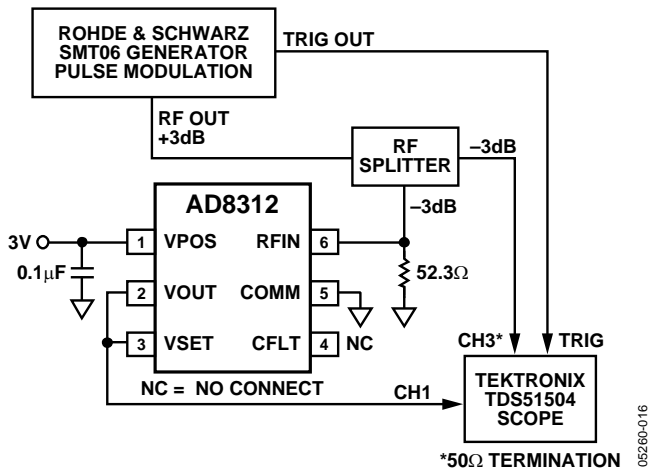 ROHDE & SCHWARZ
SMT06 GENERATOR
PULSE MODULATION
TRIG OUT
RF OUT
+3dB
RF
SPLITTER
–3dB
–3dB
AD8312
3V
0.1µF
1 VPOS
RFIN 6
52.3Ω
2 VOUT
COMM 5
3 VSET
CFLT 4
NC
NC = NO CONNECT
CH1
CH3*
TRIG
TEKTRONIX
TDS51504
SCOPE
*50Ω TERMINATION
05260-016